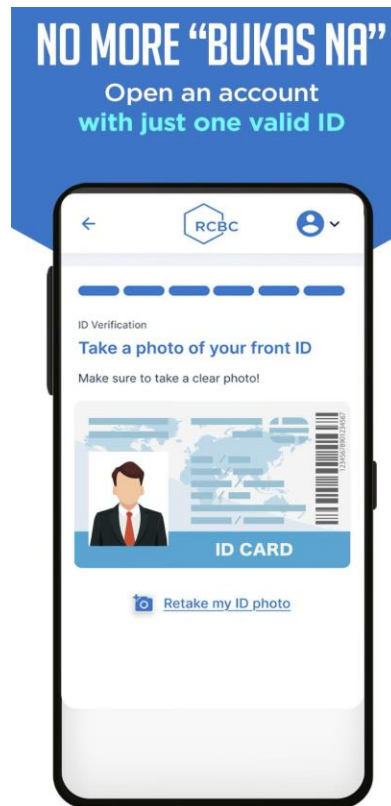 NO MORE “BUKAS NA”
Open an account
with just one valid ID
RCBC
ID Verification
Take a photo of your front ID
Make sure to take a clear photo!
12345678901234567
ID CARD
Retake my ID photo